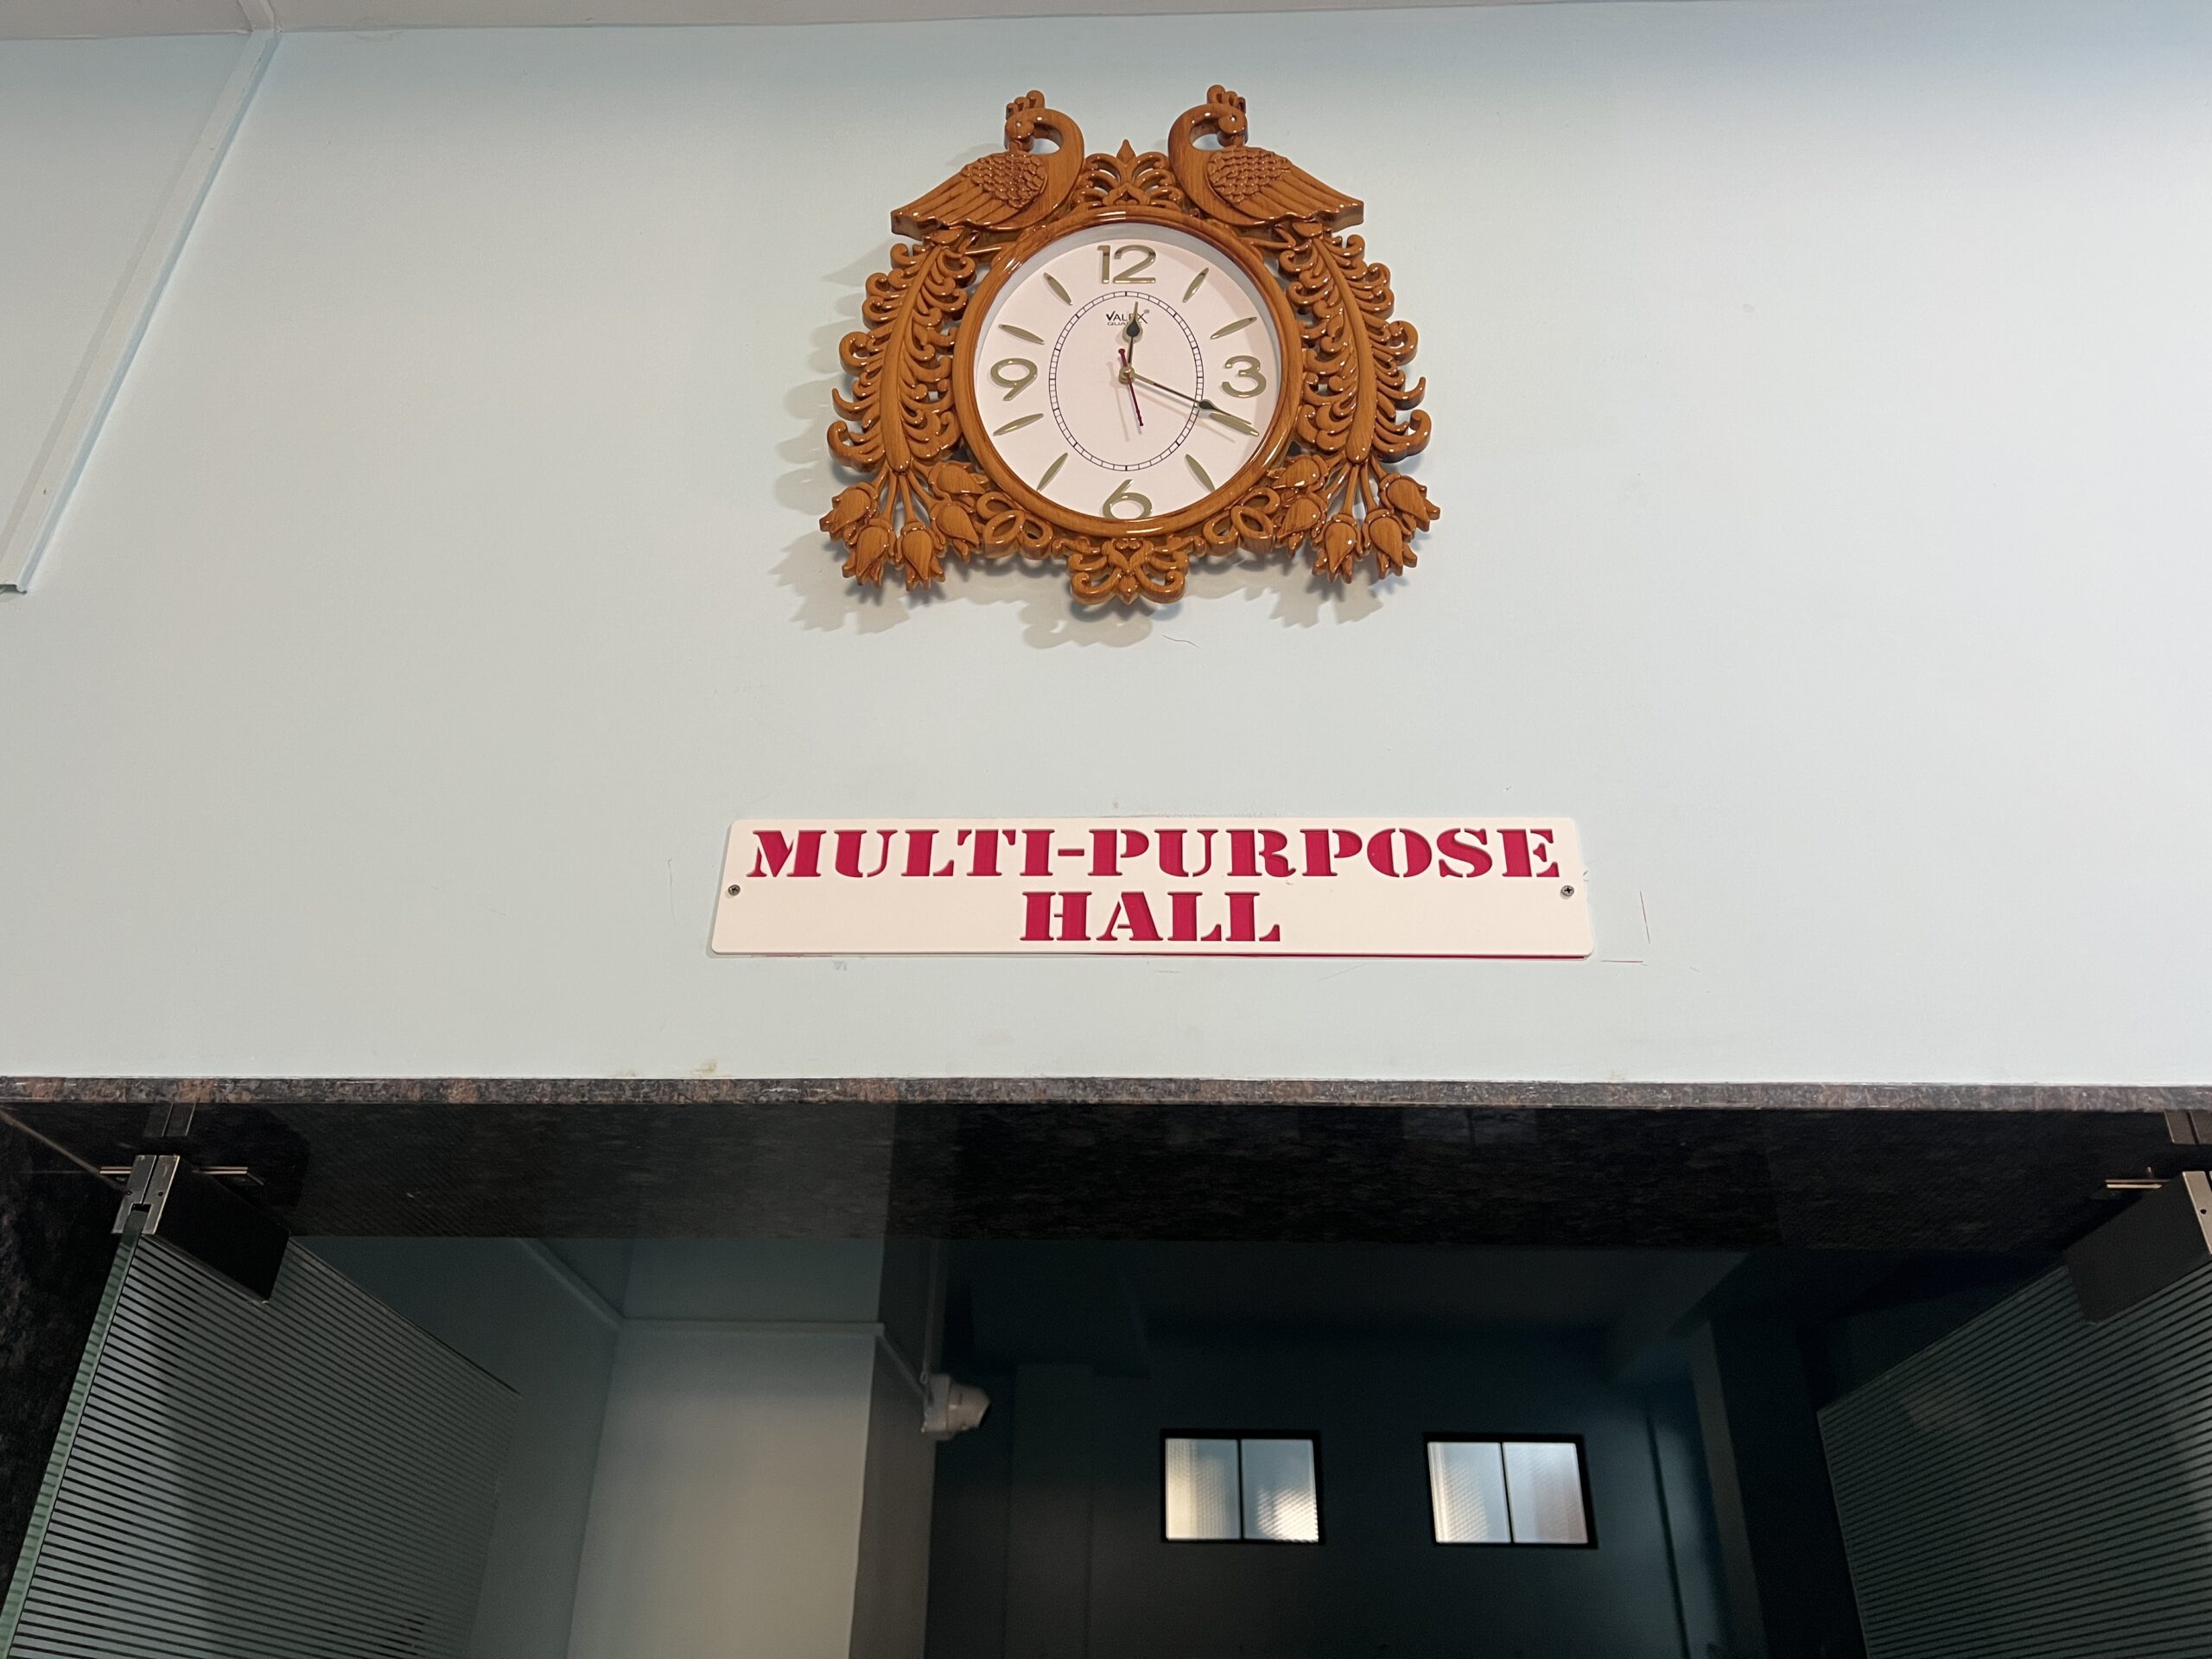 12
VALEX
9
3
6
MULTI-PURPOSE
HALL